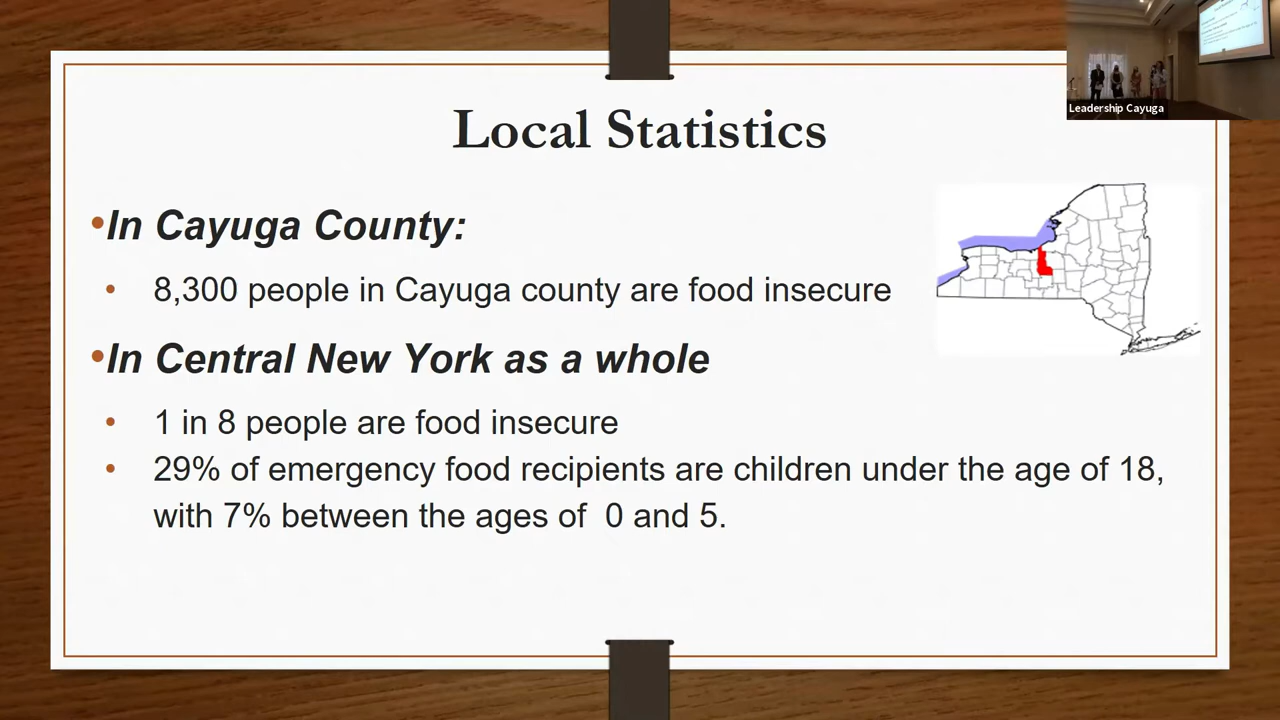 Leadership Cayuga
Local Statistics
•In Cayuga County:
• 8,300 people in Cayuga county are food insecure
•In Central New York as a whole
• 1 in 8 people are food insecure
• 29% of emergency food recipients are children under the age of 18,
with 7% between the ages of  0 and 5.